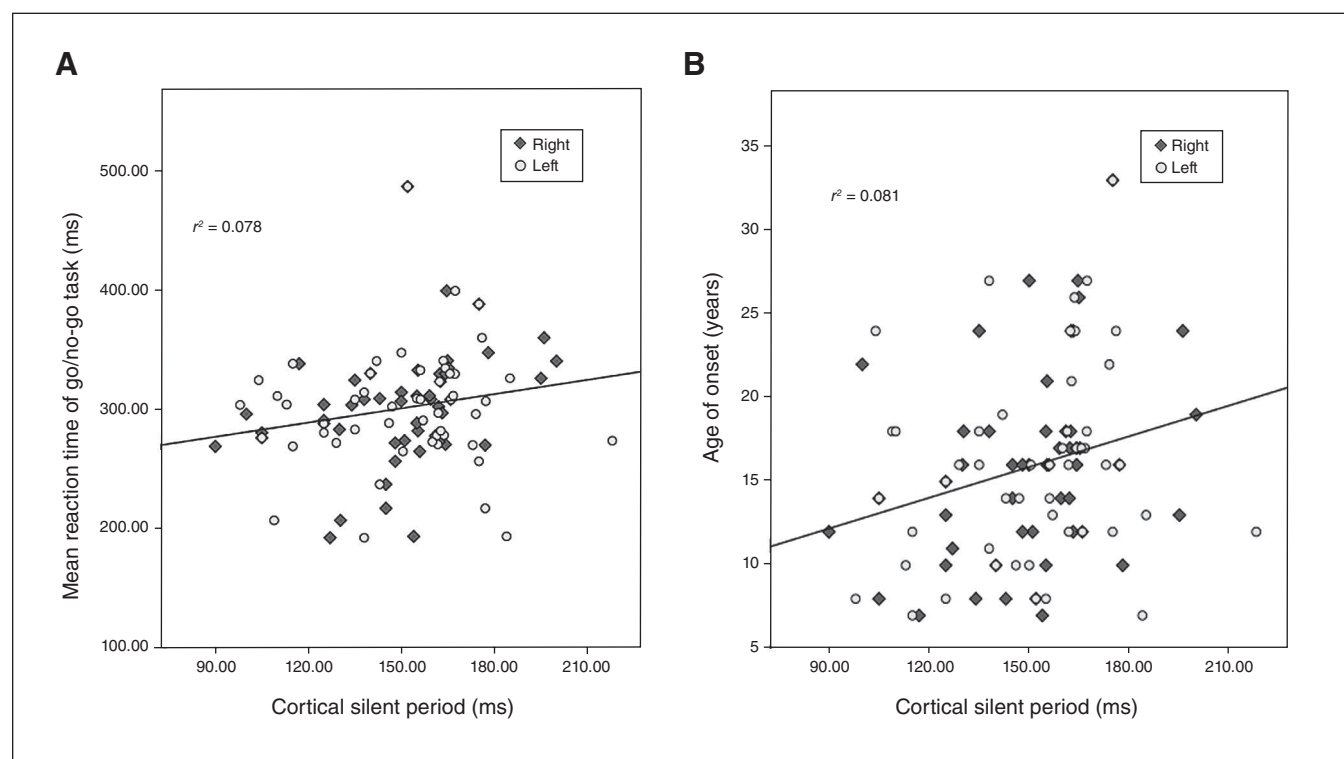 A
Mean reaction time of go/no-go task (ms)
500.00
400.00
300.00
200.00
100.00
r² = 0.078
Right
Left
90.00 120.00 150.00 180.00 210.00
Cortical silent period (ms)
B
Age of onset (years)
35
30
25
20
15
10
5
r² = 0.081
Right
Left
90.00 120.00 150.00 180.00 210.00
Cortical silent period (ms)